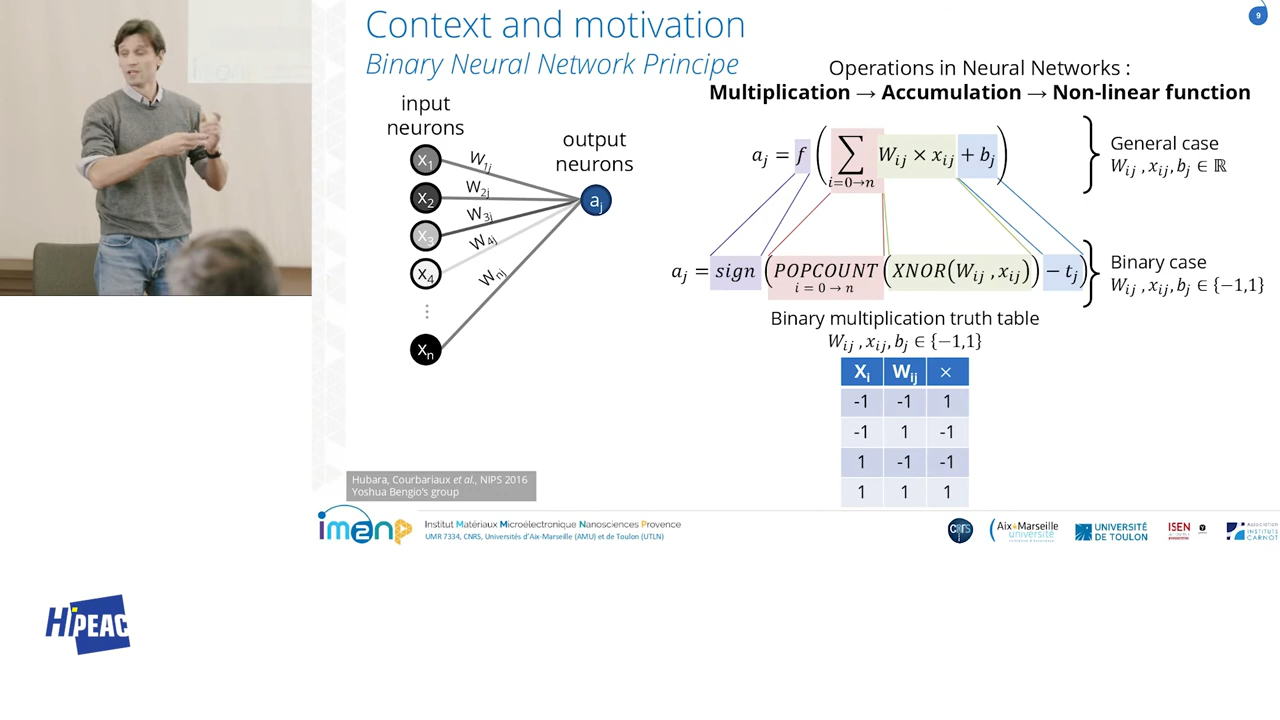 9
Context and motivation
Binary Neural Network Principe
Operations in Neural Networks :
Multiplication → Accumulation → Non-linear function
input
neurons
output
neurons
x1
x2
x3
x4
⋮
xn
W1j
W2j
W3j
W4j
Wnj
aj
aj = f ( ∑ i=0→n Wij × xij + bj )
General case
Wij , xij, bj ∈ ℝ
aj = sign (POPCOUNT i = 0 → n (XNOR(Wij , xij)) − tj)
Binary case
Wij , xij, bj ∈ {−1,1}
Binary multiplication truth table
Wij , xij, bj ∈ {−1,1}
Xi Wij ×
-1 -1 1
-1 1 -1
1 -1 -1
1 1 1
Hubara, Courbariaux et al., NIPS 2016
Yoshua Bengio's group
im2np
Institut Matériaux Microélectronique Nanosciences Provence
UMR 7334, CNRS, Universités d'Aix-Marseille (AMU) et de Toulon (UTLN)
cnrs
Aix*Marseille
université
UNIVERSITÉ
DE TOULON
ISEN
INSTITUTS
CARNOT
HiPEAC